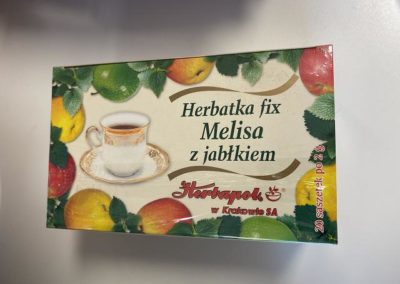 Herbatka fix
Melisa
z jabłkiem
Herbapol
w Krakowie SA
20 saszetek po 2 g